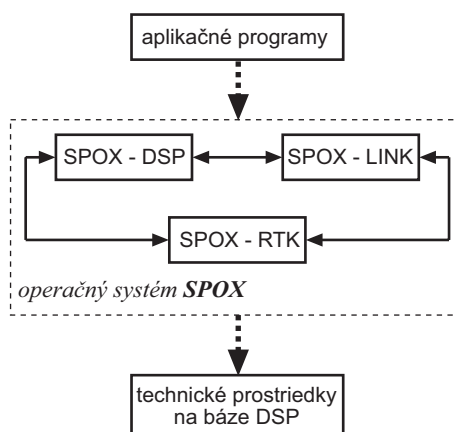 aplikačné programy
SPOX - DSP
SPOX - LINK
SPOX - RTK
operačný systém SPOX
technické prostriedky
na báze DSP